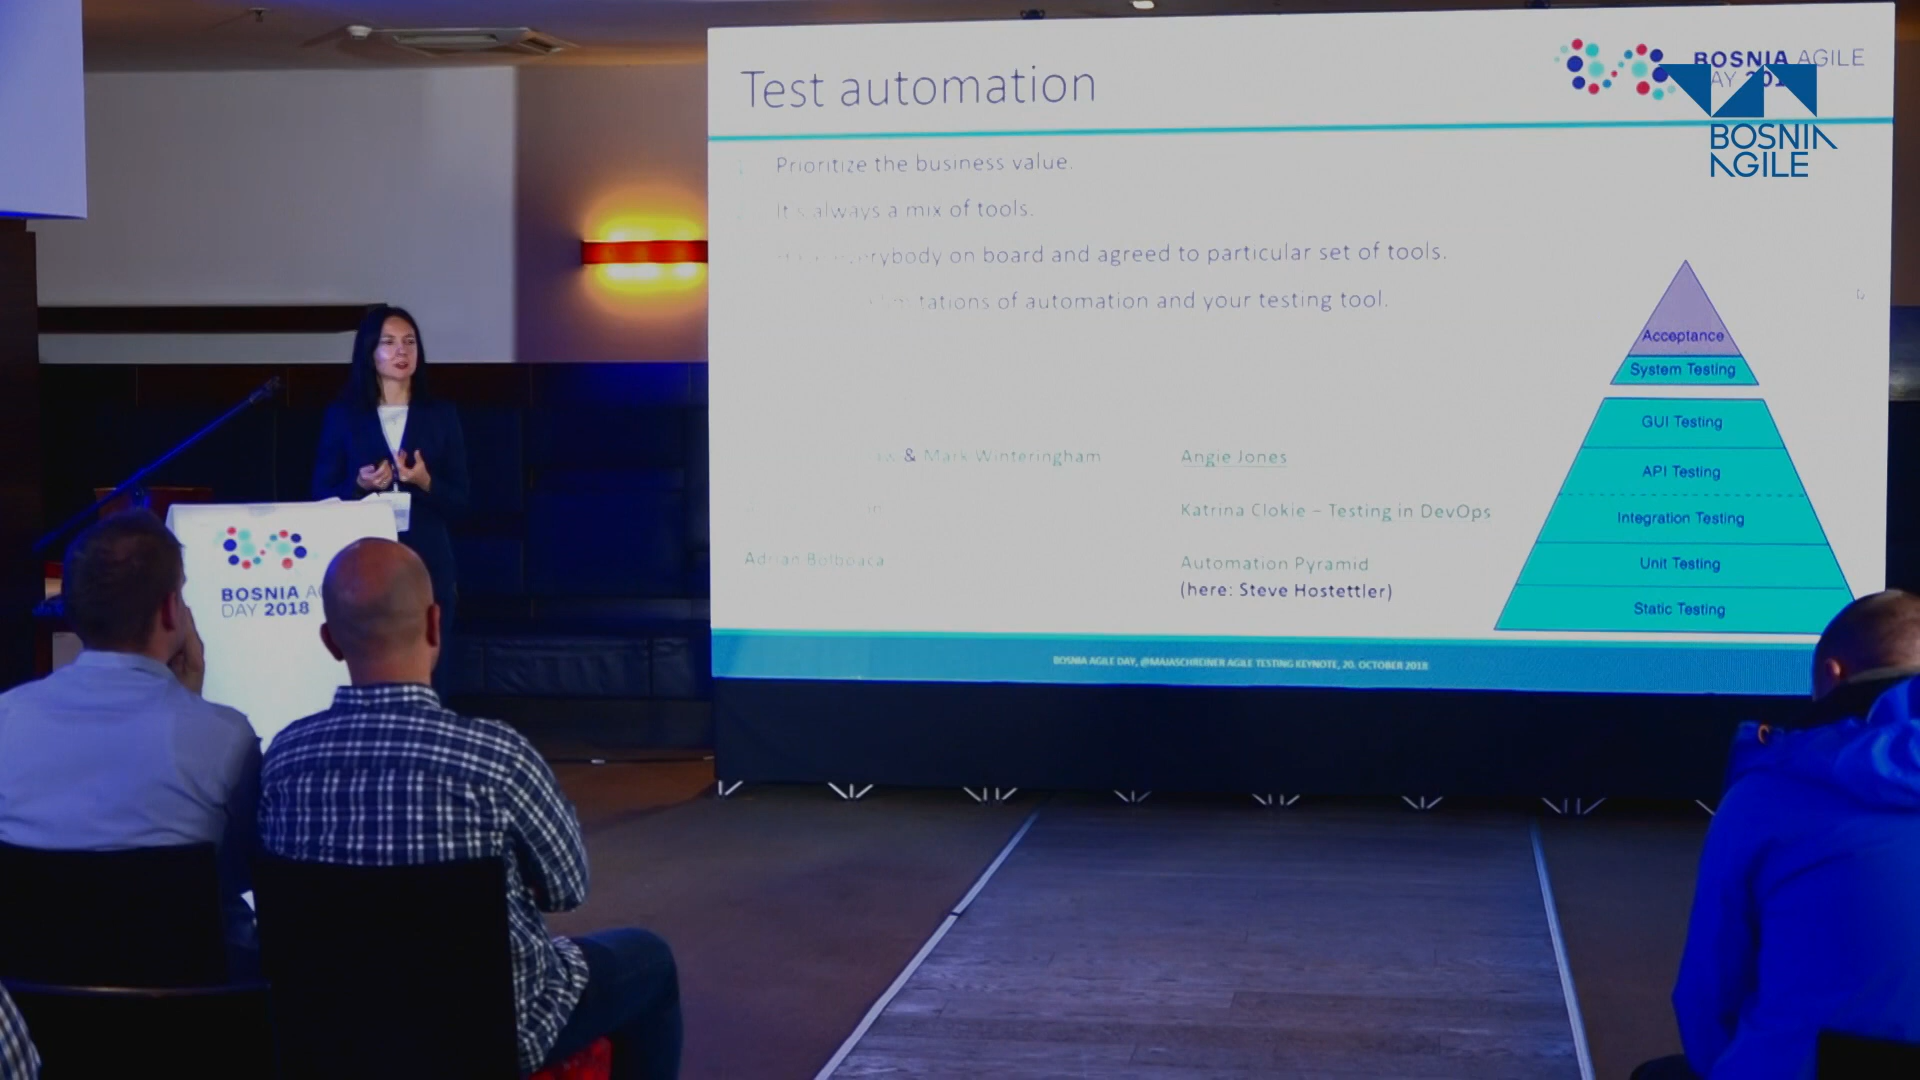 Test automation
BOSNIA AGILE
BOSNIA
AGILE
Prioritize the business value.
It's always a mix of tools.
on board and agreed to particular set of tools.
of automation and your testing tool.
Acceptance
System Testing
GUI Testing
API Testing
Integration Testing
Unit Testing
Static Testing
& Mark Winteringham
Angie Jones
Katrina Clokie – Testing in DevOps
Adrian Bolboaca
Automation Pyramid
(here: Steve Hostettler)
BOSNIA AGILE DAY, @MAJASCHREINER AGILE TESTING KEYNOTE, 20. OCTOBER 2018
BOSNIA
DAY 2018